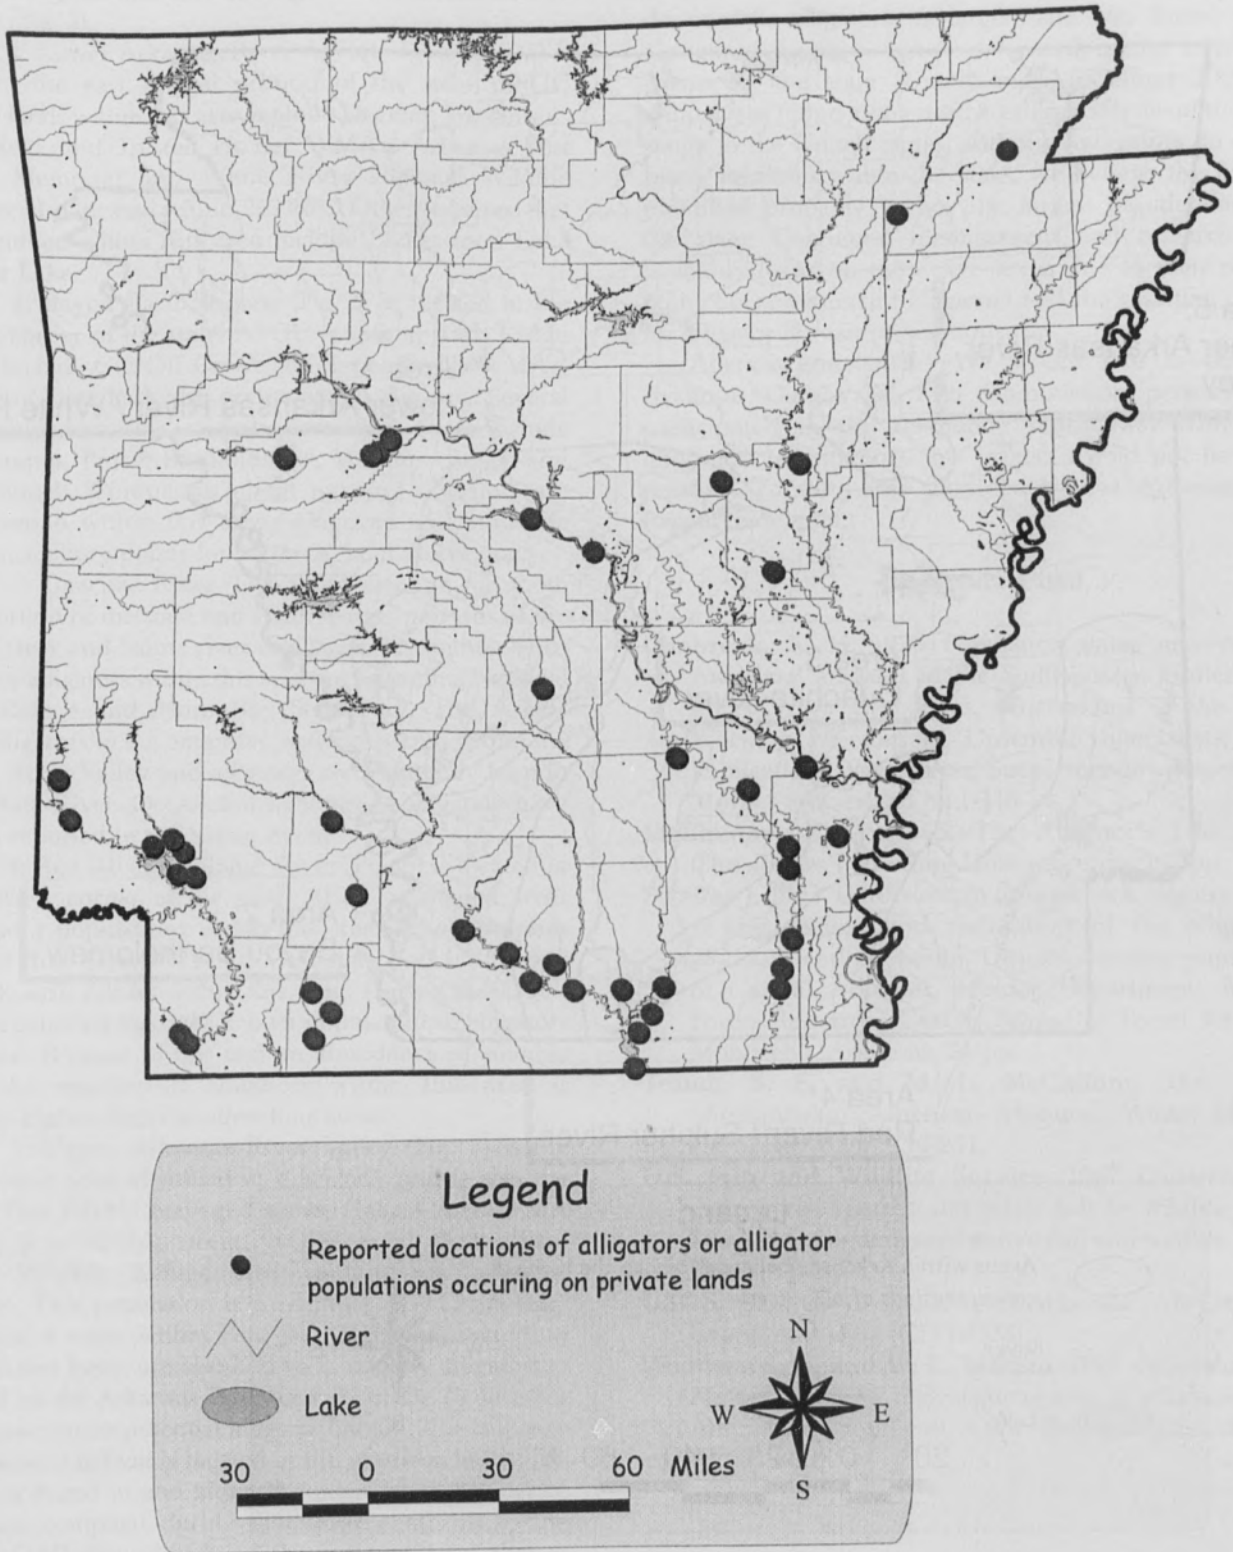 Legend
Reported locations of alligators or alligator
populations occuring on private lands
River
Lake
N
W E
S
30 0 30 60 Miles